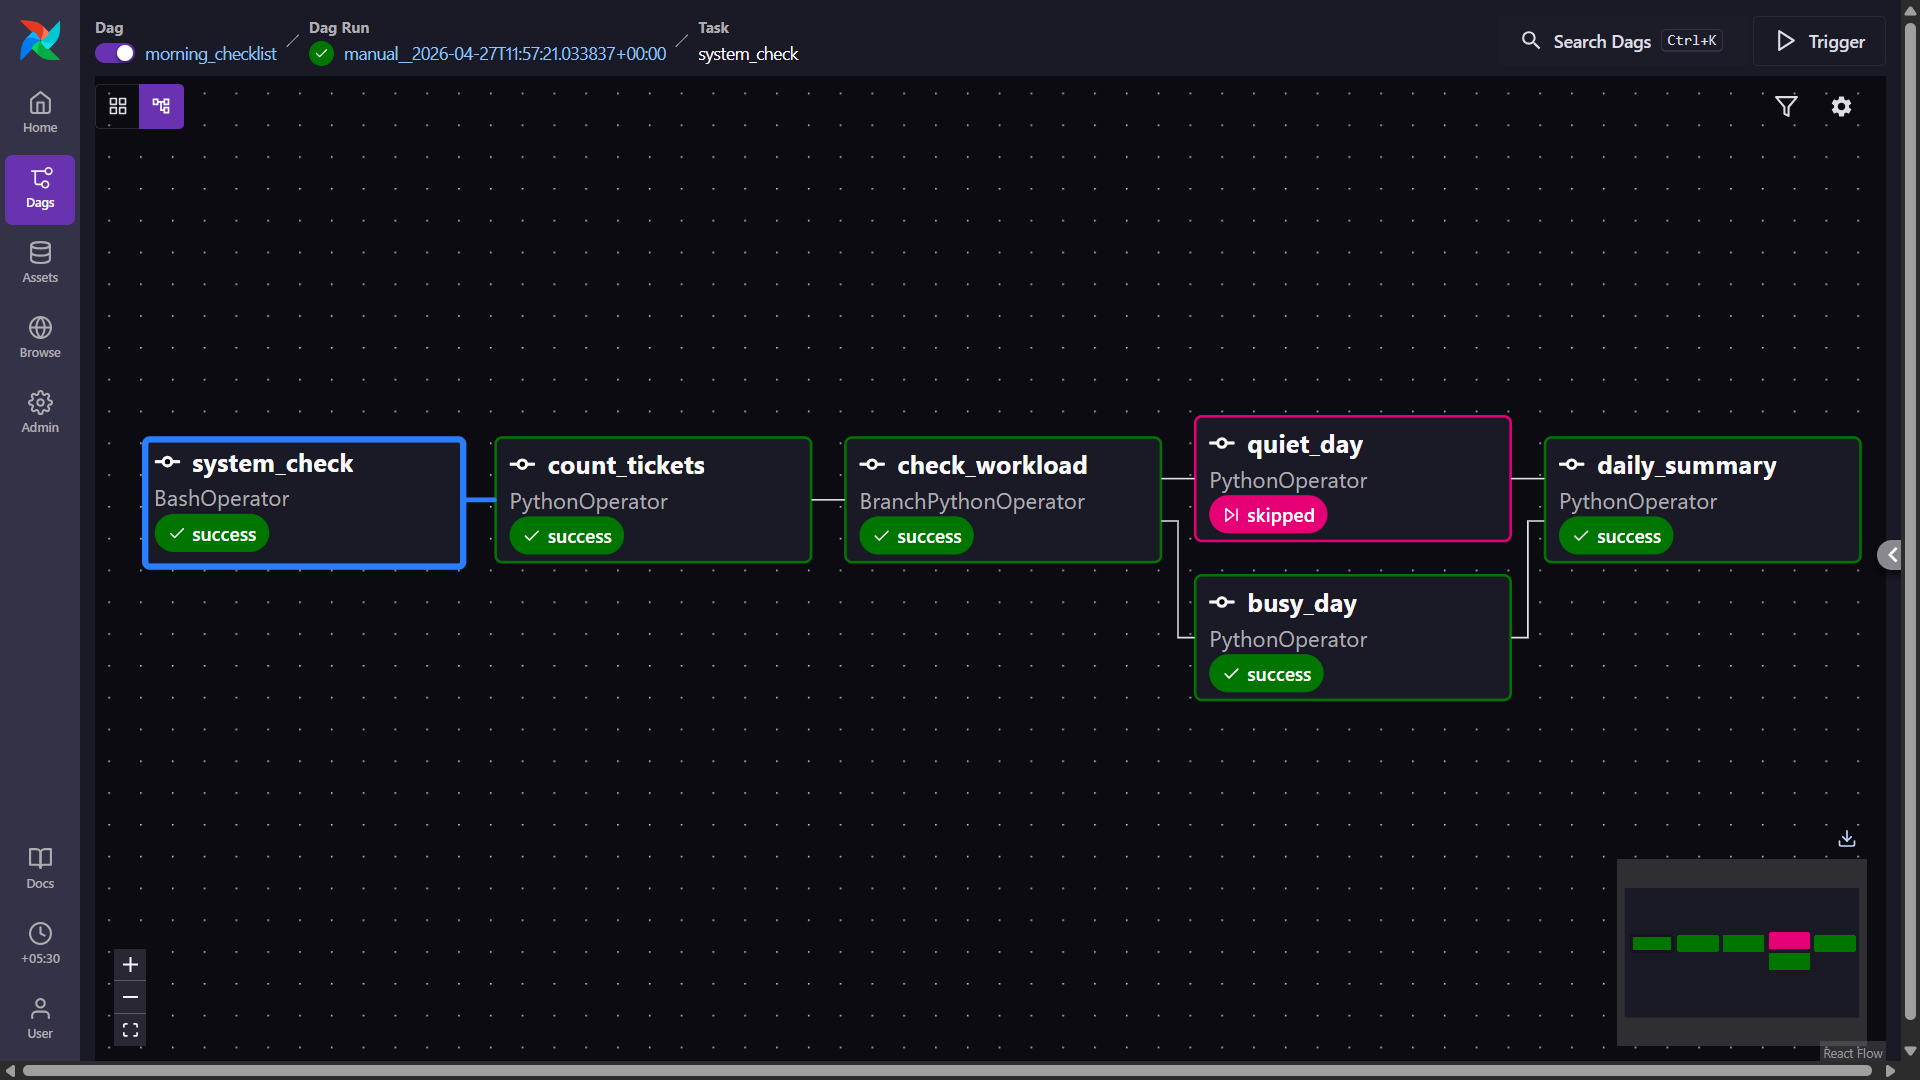 Dag
morning_checklist
Dag Run
manual__2026-04-27T11:57:21.033837+00:00
Task
system_check
Search Dags Ctrl+K
Trigger
Home
Dags
Assets
Browse
Admin
Docs
+05:30
User
system_check
BashOperator
success
count_tickets
PythonOperator
success
check_workload
BranchPythonOperator
success
quiet_day
PythonOperator
skipped
busy_day
PythonOperator
success
daily_summary
PythonOperator
success
React Flow